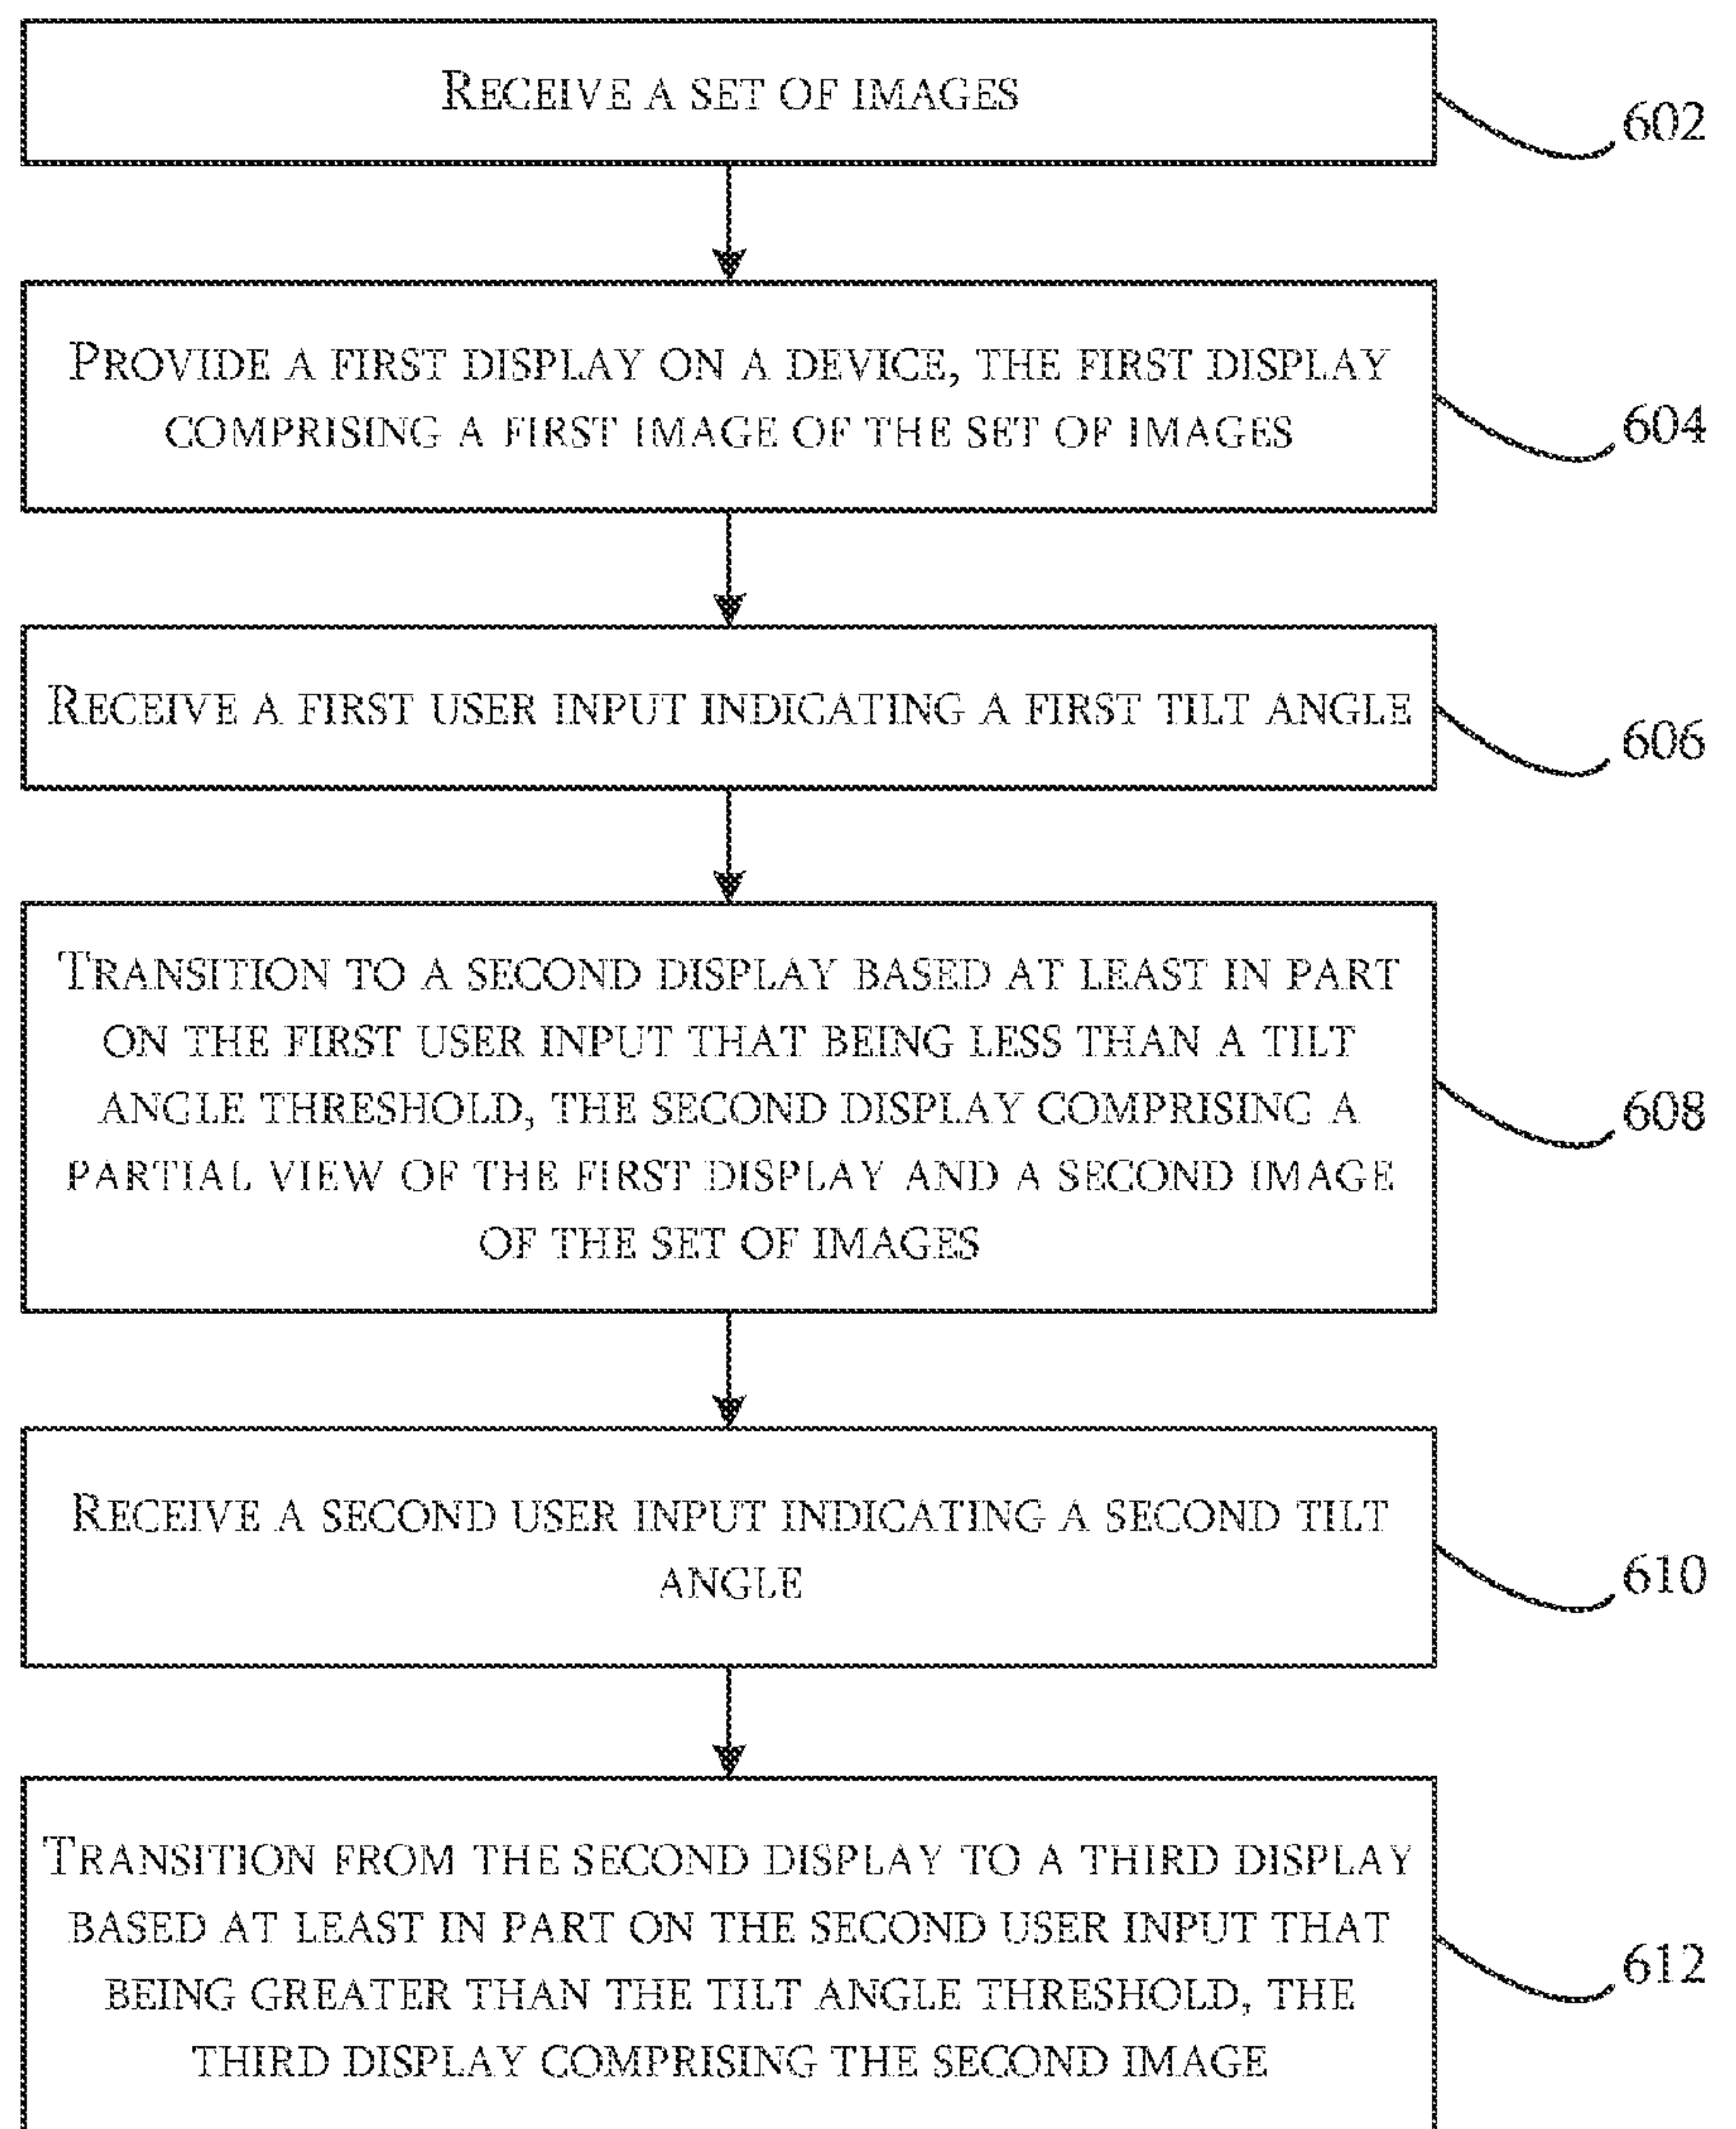 RECEIVE A SET OF IMAGES
602
PROVIDE A FIRST DISPLAY ON A DEVICE, THE FIRST DISPLAY
COMPRISING A FIRST IMAGE OF THE SET OF IMAGES
604
RECEIVE A FIRST USER INPUT INDICATING A FIRST TILT ANGLE
606
TRANSITION TO A SECOND DISPLAY BASED AT LEAST IN PART
ON THE FIRST USER INPUT THAT BEING LESS THAN A TILT
ANGLE THRESHOLD, THE SECOND DISPLAY COMPRISING A
PARTIAL VIEW OF THE FIRST DISPLAY AND A SECOND IMAGE
OF THE SET OF IMAGES
608
RECEIVE A SECOND USER INPUT INDICATING A SECOND TILT
ANGLE
610
TRANSITION FROM THE SECOND DISPLAY TO A THIRD DISPLAY
BASED AT LEAST IN PART ON THE SECOND USER INPUT THAT
BEING GREATER THAN THE TILT ANGLE THRESHOLD, THE
THIRD DISPLAY COMPRISING THE SECOND IMAGE
612